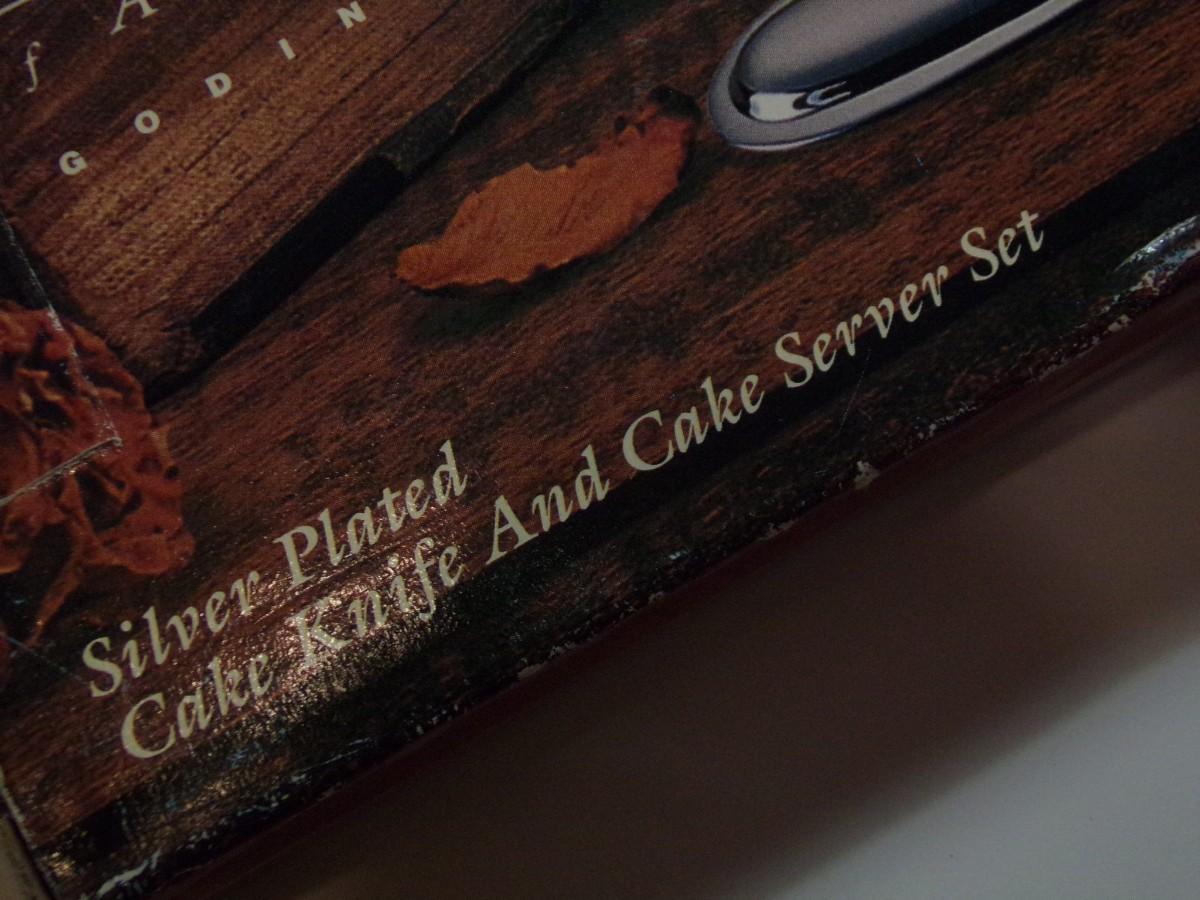 f A
GODIN
Silver Plated
Cake Knife And Cake Server Set